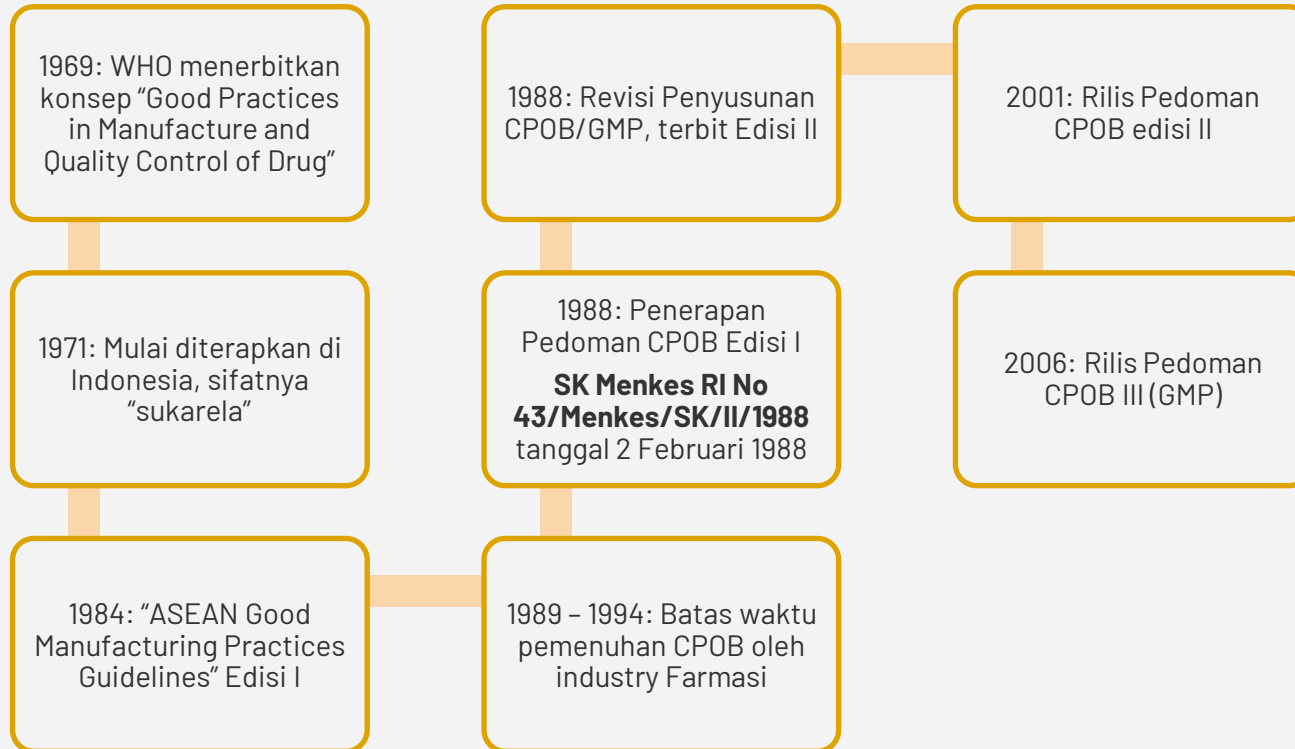 1969: WHO menerbitkan
konsep “Good Practices
in Manufacture and
Quality Control of Drug”
1971: Mulai diterapkan di
Indonesia, sifatnya
“sukarela”
1984: “ASEAN Good
Manufacturing Practices
Guidelines” Edisi I
1989 – 1994: Batas waktu
pemenuhan CPOB oleh
industry Farmasi
1988: Penerapan
Pedoman CPOB Edisi I
SK Menkes RI No
43/Menkes/SK/II/1988
tanggal 2 Februari 1988
1988: Revisi Penyusunan
CPOB/GMP, terbit Edisi II
2001: Rilis Pedoman
CPOB edisi II
2006: Rilis Pedoman
CPOB III (GMP)